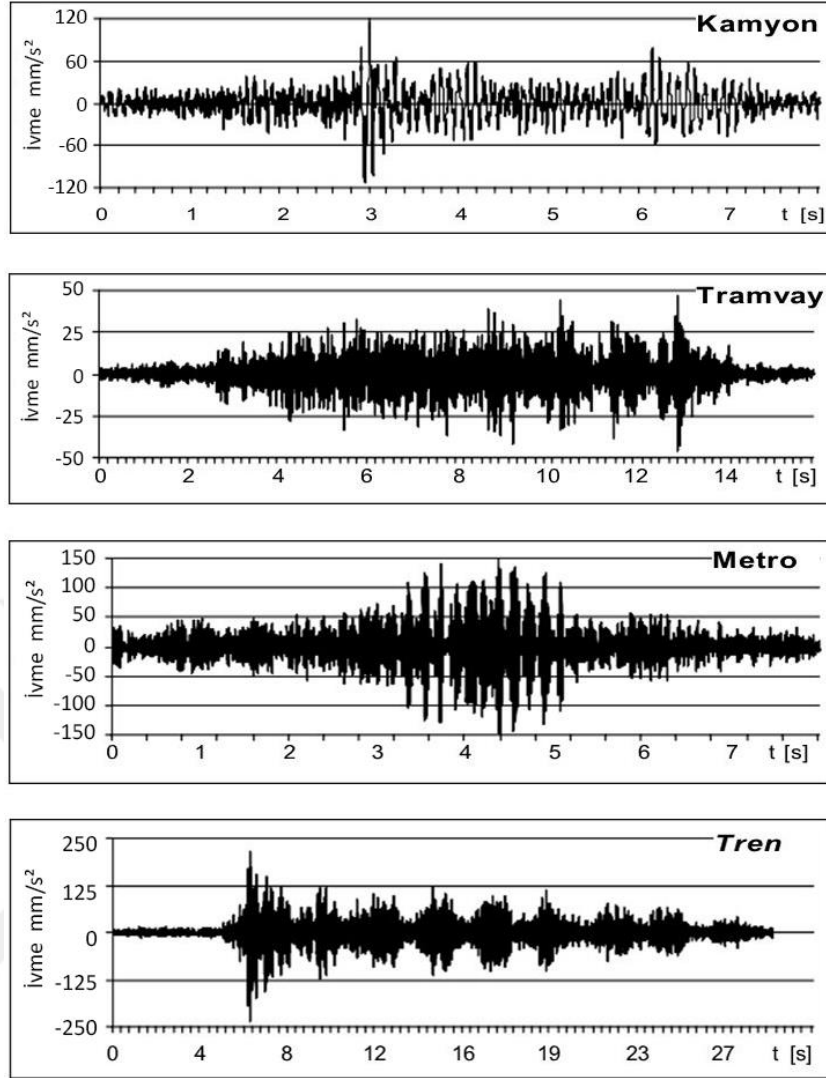 Kamyon
İvme mm/s²
120
60
0
-60
-120
0 1 2 3 4 5 6 7 t [s]
Tramvay
İvme mm/s²
50
25
0
-25
-50
0 2 4 6 8 10 12 14 t [s]
Metro
İvme mm/s²
150
100
50
0
-50
-100
-150
0 1 2 3 4 5 6 7 t [s]
Tren
İvme mm/s²
250
125
0
-125
-250
0 4 8 12 16 19 23 27 t [s]